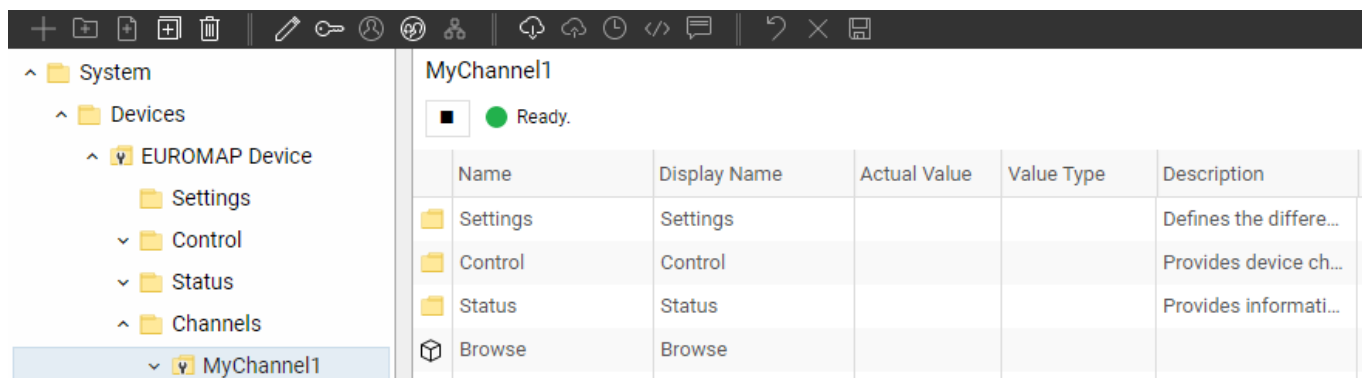 System
Devices
EUROMAP Device
Settings
Control
Status
Channels
MyChannel1
MyChannel1
Ready.
Name Display Name Actual Value Value Type Description
Settings Settings Defines the differe...
Control Control Provides device ch...
Status Status Provides informati...
Browse Browse